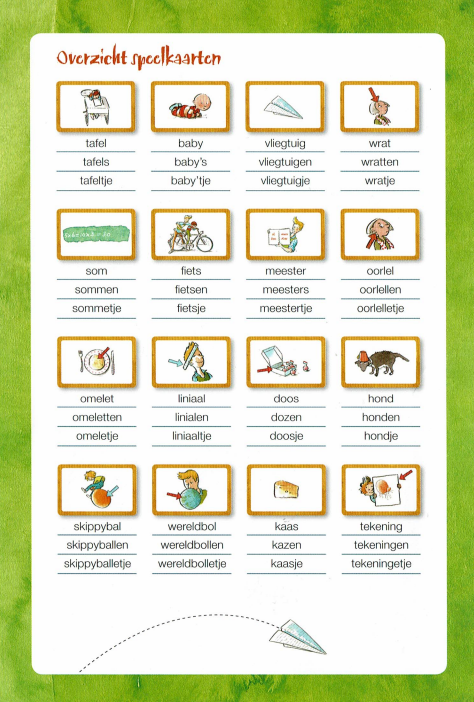 Overzicht speelkaarten
tafel
tafels
tafeltje
baby
baby's
baby'tje
vliegtuig
vliegtuigen
vliegtuigje
wrat
wratten
wratje
som
sommen
sommetje
fiets
fietsen
fietsje
meester
meesters
meestertje
oorlel
oorlellen
oorlelletje
omelet
omeletten
omeletje
liniaal
linialen
liniaaltje
doos
dozen
doosje
hond
honden
hondje
skippybal
skippyballen
skippyballetje
wereldbol
wereldbollen
wereldbolletje
kaas
kazen
kaasje
tekening
tekeningen
tekeningetje